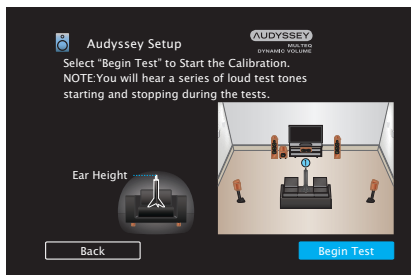 Audyssey Setup
AUDYSSEY
MULTEQ
DYNAMIC VOLUME
Select “Begin Test” to Start the Calibration.
NOTE:You will hear a series of loud test tones
starting and stopping during the tests.
1
Ear Height
Back
Begin Test